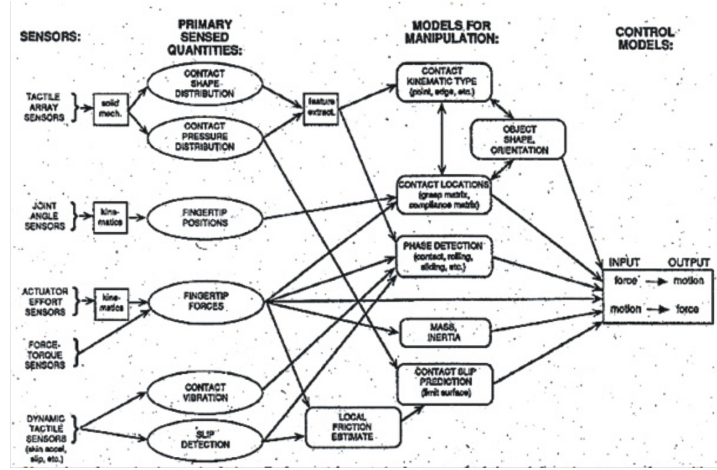 SENSORS:
PRIMARY
SENSED
QUANTITIES:
MODELS FOR
MANIPULATION:
CONTROL
MODELS:
TACTILE
ARRAY
SENSORS
solid
mech.
CONTACT
SHAPE
DISTRIBUTION
CONTACT
PRESSURE
DISTRIBUTION
feature
extract.
CONTACT
KINEMATIC TYPE
(point, edge, etc.)
OBJECT
SHAPE,
ORIENTATION
JOINT
ANGLE
SENSORS
kine-
matics
FINGERTIP
POSITIONS
CONTACT LOCATIONS
(grasp matrix,
compliance matrix)
PHASE DETECTION
(contact, rolling,
sliding, etc.)
INPUT OUTPUT
force motion
motion force
ACTUATOR
EFFORT
SENSORS
kine-
matics
FINGERTIP
FORCES
FORCE-
TORQUE
SENSORS
MASS,
INERTIA
CONTACT SLIP
PREDICTION
(limit surface)
CONTACT
VIBRATION
DYNAMIC
TACTILE
SENSORS
(skin accel,
slip, etc.)
SLIP
DETECTION
LOCAL
FRICTION
ESTIMATE